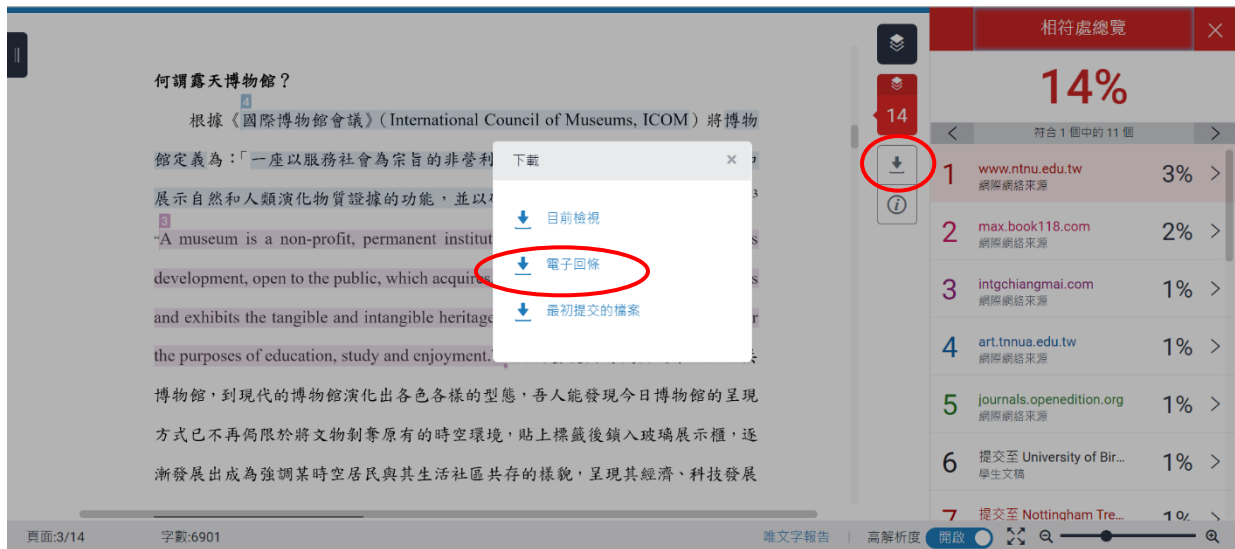 何謂露天博物館？
4
根據《國際博物館會議》（International Council of Museums, ICOM）將博物
館定義為：「一座以服務社會為宗旨的非營利
展示自然和人類演化物質證據的功能，並以
3
3
“A museum is a non-profit, permanent institut
s
development, open to the public, which acquires,
s
and exhibits the tangible and intangible heritage
r
the purposes of education, study and enjoyment.
博物館，到現代的博物館演化出各色各樣的型態，吾人能發現今日博物館的呈現
方式已不再侷限於將文物剝奪原有的時空環境，貼上標籤後鎖入玻璃展示櫃，逐
漸發展出成為強調某時空居民與其生活社區共存的樣貌，呈現其經濟、科技發展
下載 ×
目前檢視
電子回條
最初提交的檔案
14
相符處總覽 ×
14%
< 符合 1 個中的 11 個 >
1 www.ntnu.edu.tw 3% >
網際網絡來源
2 max.book118.com 2% >
網際網絡來源
3 intgchiangmai.com 1% >
網際網絡來源
4 art.tnnua.edu.tw 1% >
網際網絡來源
5 journals.openedition.org 1% >
網際網絡來源
6 提交至 University of Bir... 1% >
學生文稿
7 提交至 Nottingham Tre... 1% >
頁面:3/14 字數:6901 唯文字報告 | 高解析度 開啟